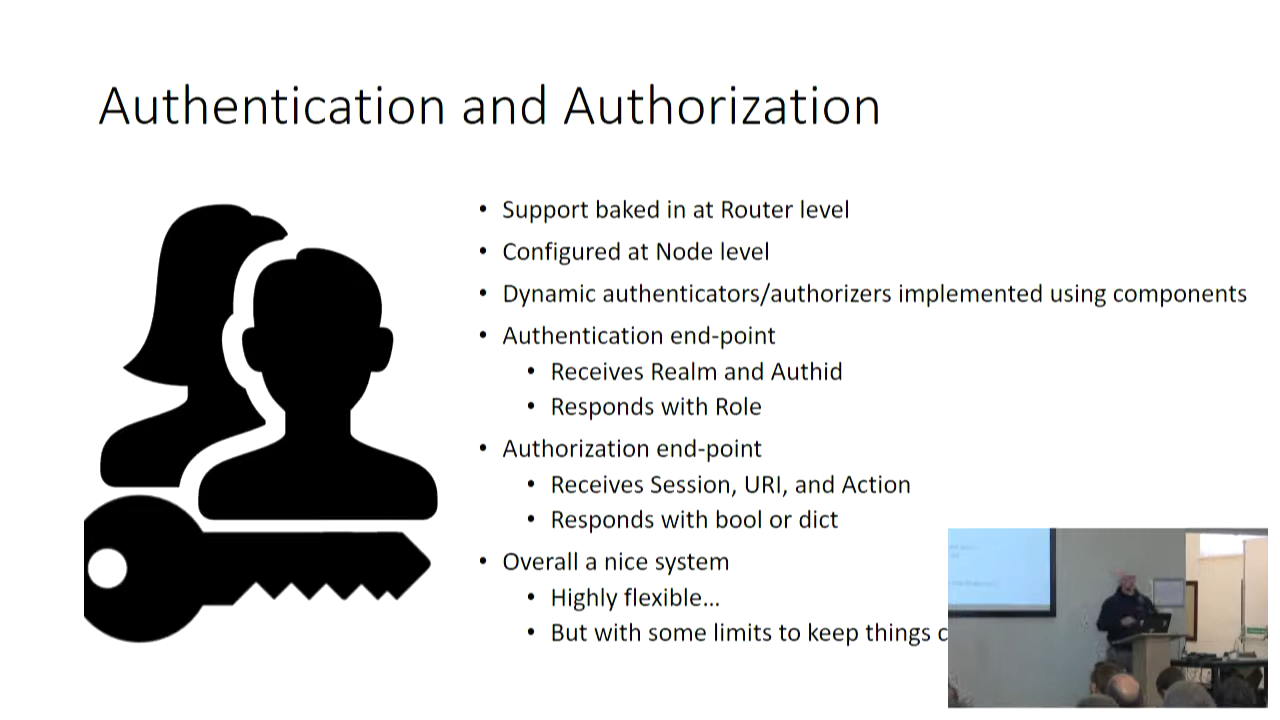 Authentication and Authorization
• Support baked in at Router level
• Configured at Node level
• Dynamic authenticators/authorizers implemented using components
• Authentication end-point
• Receives Realm and Authid
• Responds with Role
• Authorization end-point
• Receives Session, URI, and Action
• Responds with bool or dict
• Overall a nice system
• Highly flexible…
• But with some limits to keep things